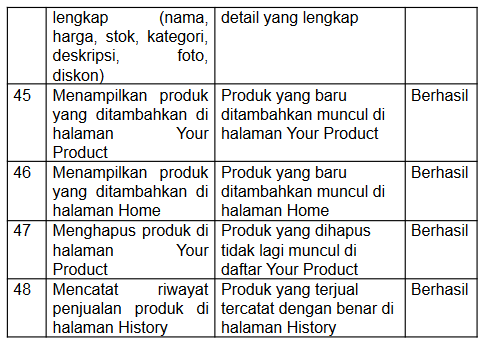 lengkap (nama, detail yang lengkap
harga, stok, kategori,
deskripsi, foto,
diskon)
45 Menampilkan produk Produk yang baru Berhasil
yang ditambahkan di ditambahkan muncul di
halaman Your halaman Your Product
Product
46 Menampilkan produk Produk yang baru Berhasil
yang ditambahkan di ditambahkan muncul di
halaman Home halaman Home
47 Menghapus produk di Produk yang dihapus Berhasil
halaman Your tidak lagi muncul di
Product daftar Your Product
48 Mencatat riwayat Produk yang terjual Berhasil
penjualan produk di tercatat dengan benar di
halaman History halaman History